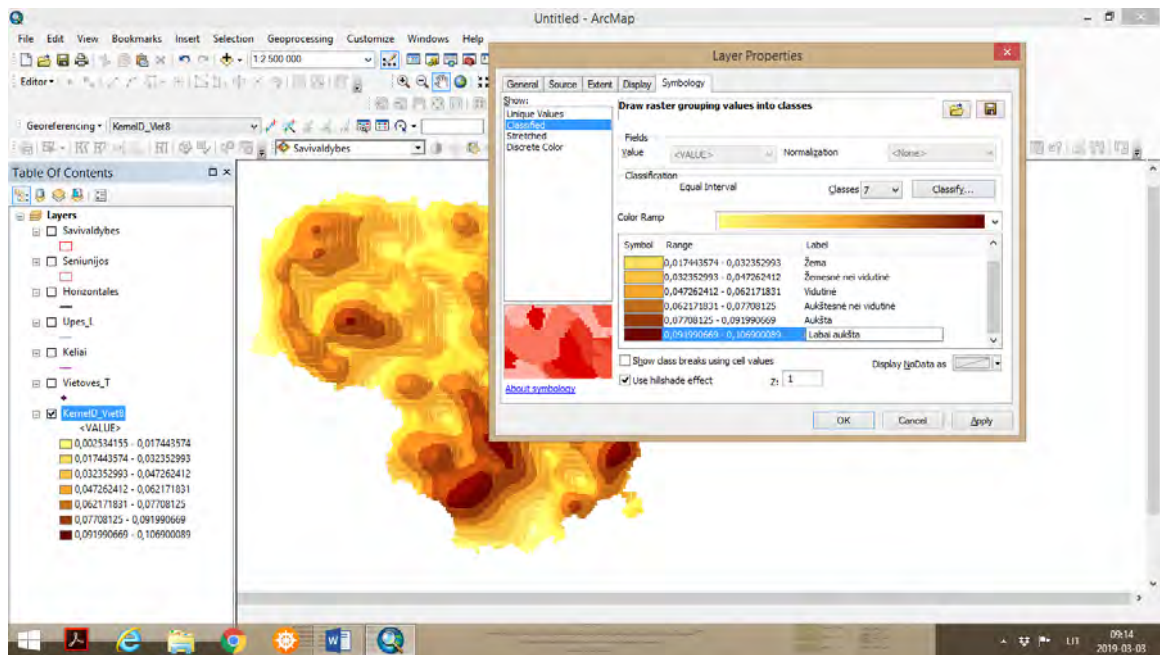 Untitled - ArcMap
File Edit View Bookmarks Insert Selection Geoprocessing Customize Windows Help
1:2 500 000
Editor
Georeferencing KernelD_Viet8
Savivaldybes
Table Of Contents
Layers
Savivaldybes
Seniunijos
Horizontales
Upes_L
Keliai
Vietoves_T
KernelD_Viet8
<VALUE>
0,002534155 - 0,017443574
0,017443574 - 0,032352993
0,032352993 - 0,047262412
0,047262412 - 0,062171831
0,062171831 - 0,07708125
0,07708125 - 0,091990669
0,091990669 - 0,106900089
Layer Properties
General Source Extent Display Symbology
Show:
Unique Values
Classified
Stretched
Discrete Color
About symbology
Draw raster grouping values into classes
Fields
Value <VALUE> Normalization <None>
Classification
Equal Interval Classes 7 Classify...
Color Ramp
Symbol Range Label
0,017443574 - 0,032352993 Žema
0,032352993 - 0,047262412 Žemesnė nei vidutinė
0,047262412 - 0,062171831 Vidutinė
0,062171831 - 0,07708125 Aukštesnė nei vidutinė
0,07708125 - 0,091990669 Aukšta
0,091990669 - 0,106900089 Labai aukšta
Show class breaks using cell values
Display NoData as
Use hillshade effect Z: 1
OK Cancel Apply
LIT
09:14
2019-03-03